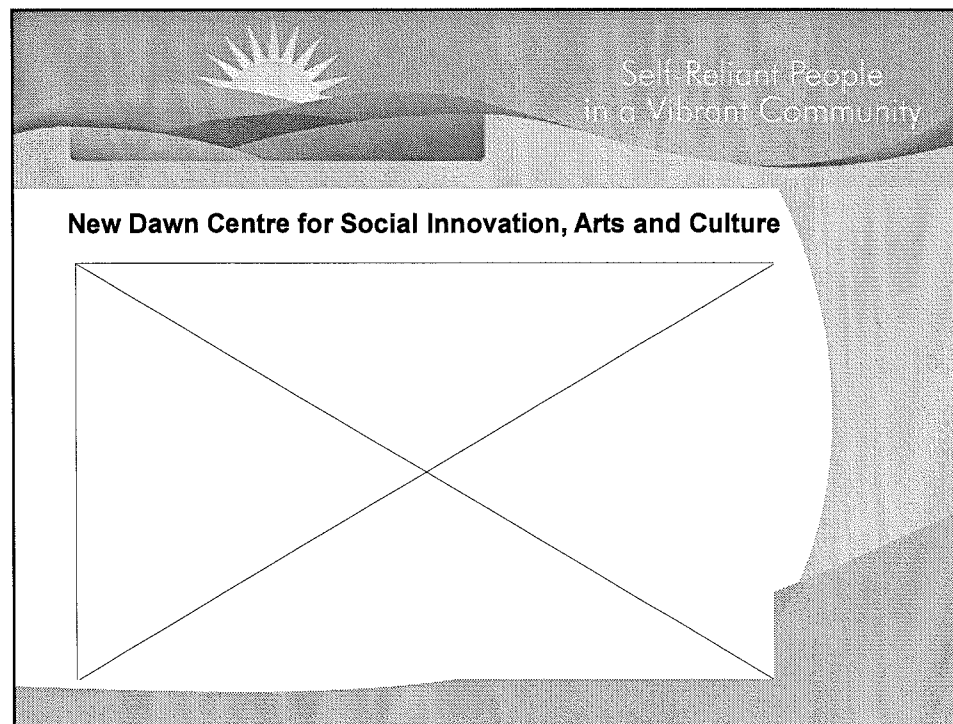 Self-Reliant People
in a Vibrant Community
New Dawn Centre for Social Innovation, Arts and Culture